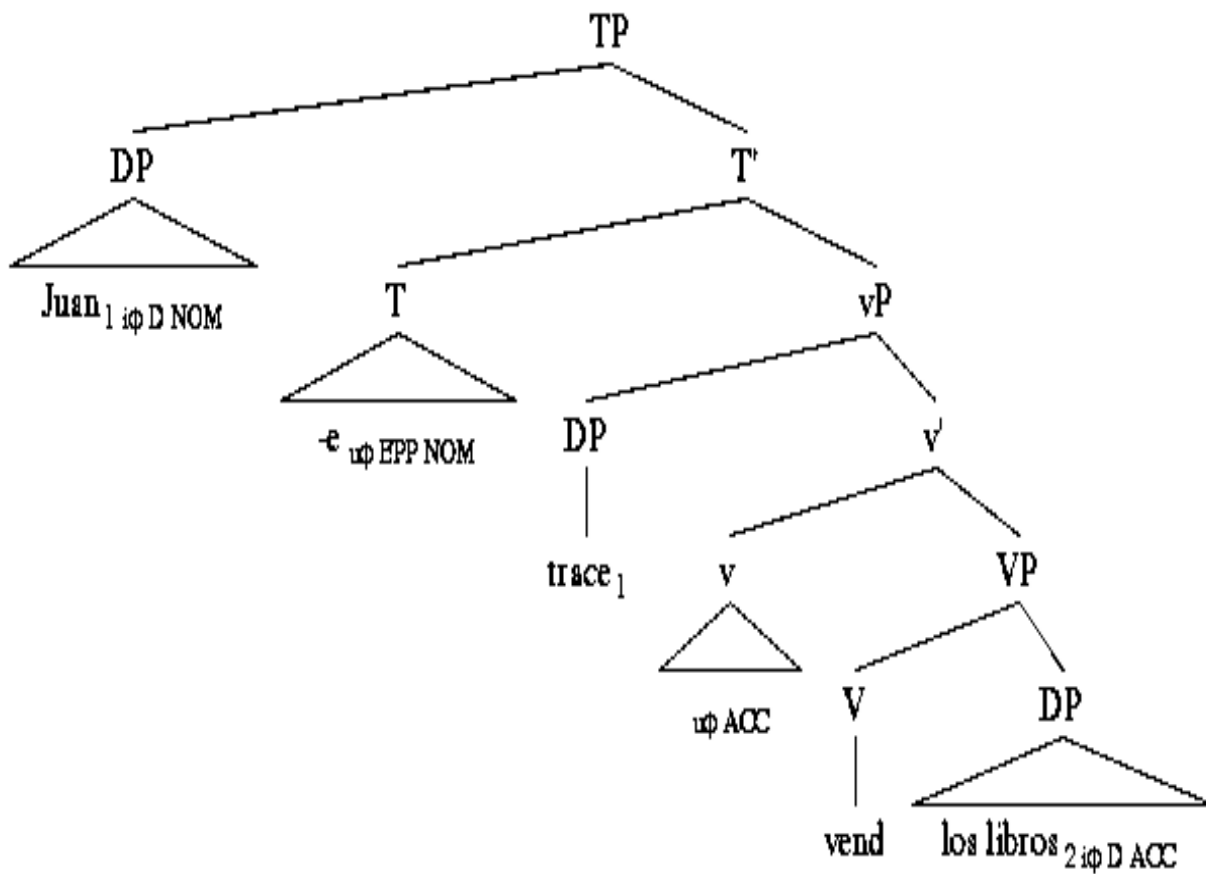 TP
DP T'
Juan 1 iφ D NOM T vP
-e uφ EPP NOM DP v'
trace 1 v VP
uφ ACC V DP
vend los libros 2 iφ D ACC